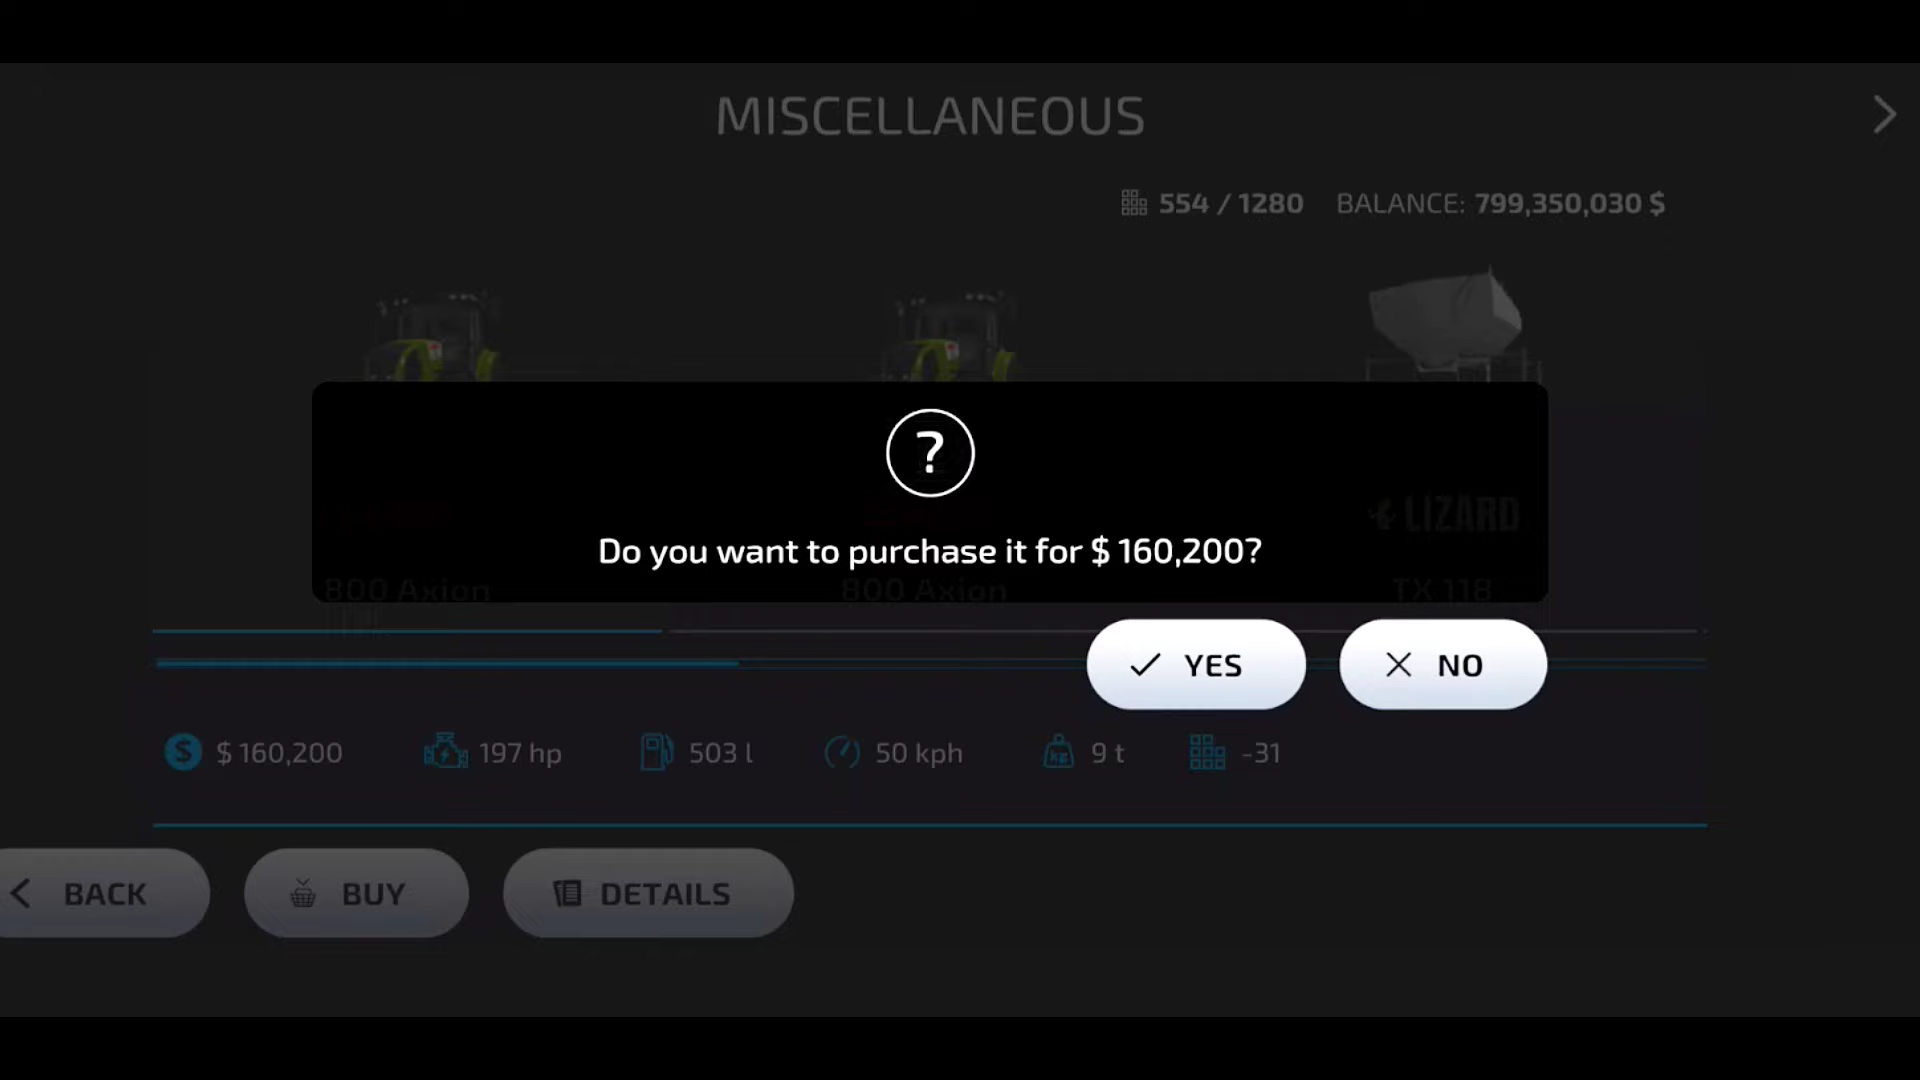 MISCELLANEOUS
554 / 1280 BALANCE: 799,350,030 $
?
LIZARD
Do you want to purchase it for $ 160,200?
800 Axion 800 Axion TX 118
YES NO
$ 160,200 197 hp 503 l 50 kph 9 t -31
BACK BUY DETAILS